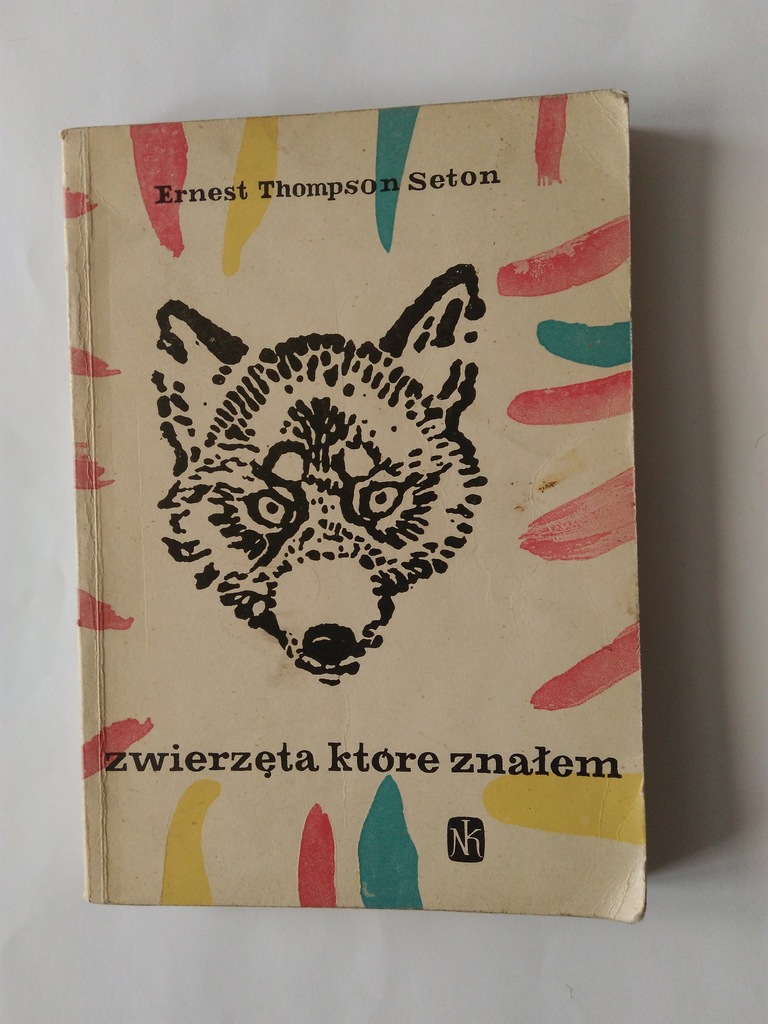 Ernest Thompson Seton
zwierzęta które znałem
NK